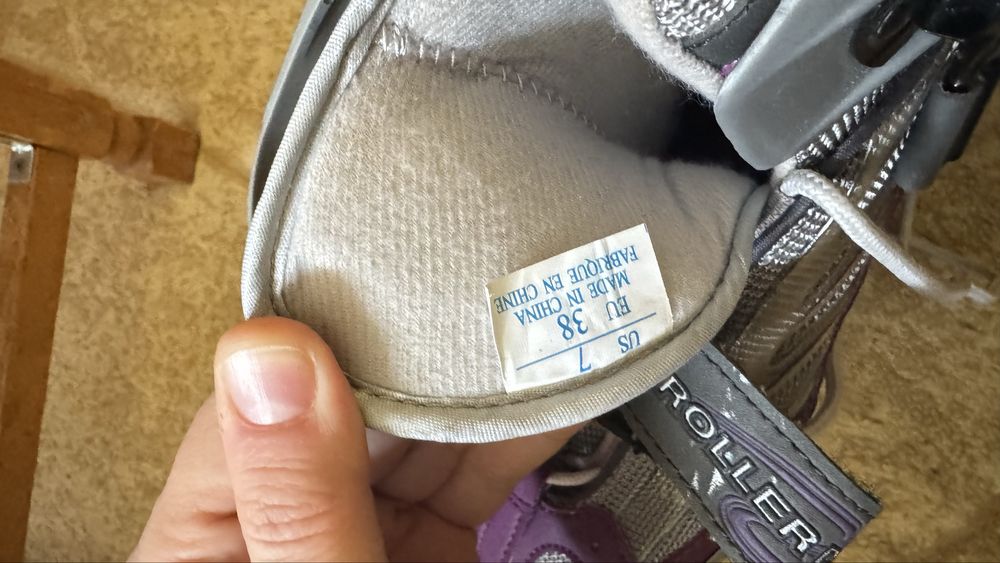 US 7
EU 38
MADE IN CHINA
FABRIQUE EN CHINE
ROLLER